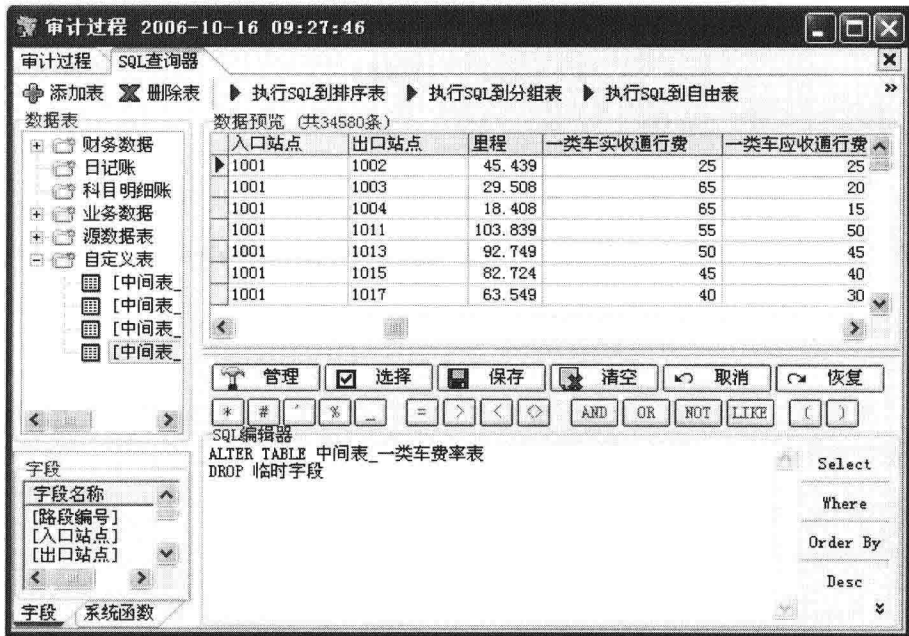 审计过程 2006-10-16 09:27:46
审计过程 SQL查询器
添加表 删除表 执行SQL到排序表 执行SQL到分组表 执行SQL到自由表
数据表
财务数据
日记账
科目明细账
业务数据
源数据表
自定义表
[中间表_
[中间表_
[中间表_
[中间表_
数据预览 (共34580条)
入口站点 出口站点 里程 一类车实收通行费 一类车应收通行费
1001 1002 45.439 25 25
1001 1003 29.508 65 20
1001 1004 18.408 65 15
1001 1011 103.839 55 50
1001 1013 92.749 50 45
1001 1015 82.724 45 40
1001 1017 63.549 40 30
管理 选择 保存 清空 取消 恢复
* # ' % _ = > < <> AND OR NOT LIKE ( )
SQL编辑器
ALTER TABLE 中间表_一类车费率表
DROP 临时字段
Select
Where
Order By
Desc
字段
字段名称
[路段编号]
[入口站点]
[出口站点]
字段 系统函数